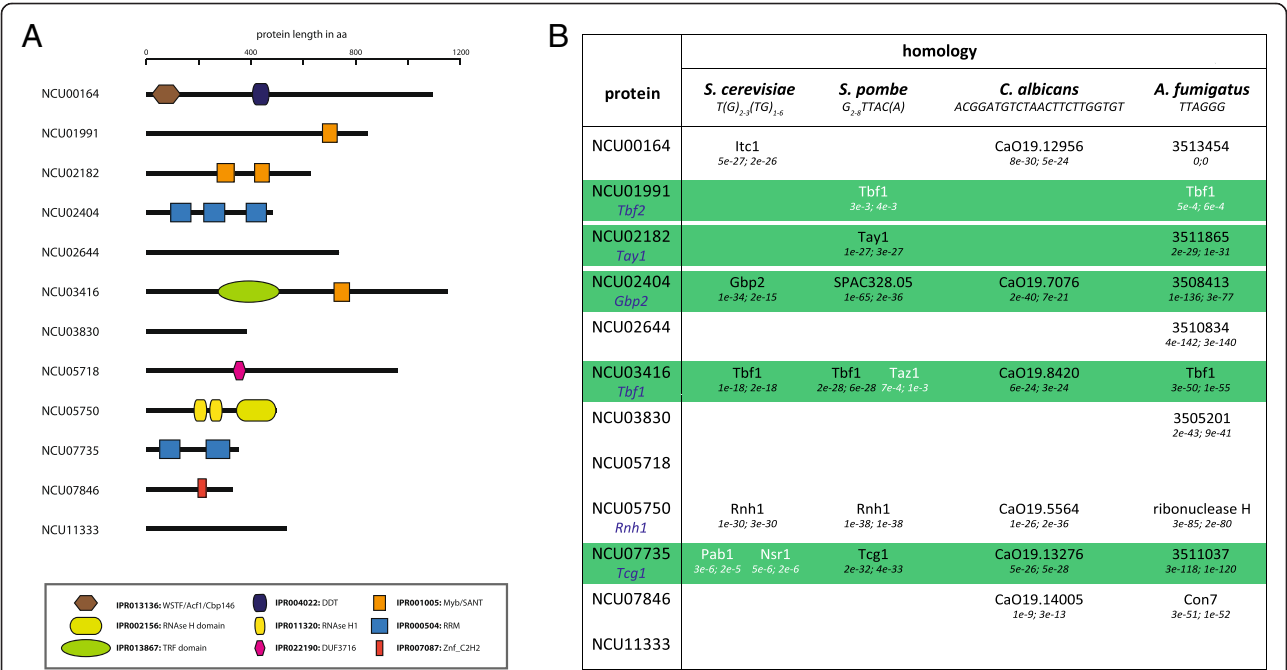 A
protein length in aa
0 400 800 1200
NCU00164
NCU01991
NCU02182
NCU02404
NCU02644
NCU03416
NCU03830
NCU05718
NCU05750
NCU07735
NCU07846
NCU11333
IPR013136: WSTF/Acf1/Cbp146
IPR004022: DDT
IPR001005: Myb/SANT
IPR002156: RNAse H domain
IPR011320: RNAse H1
IPR000504: RRM
IPR013867: TRF domain
IPR022190: DUF3716
IPR007087: Znf_C2H2
B
protein
homology
S. cerevisiae S. pombe C. albicans A. fumigatus
T(G)2-3(TG)1-6 G2-8TTAC(A) ACGGATGTCTAACTTCTTGGTGT TTAGGG
NCU00164 Itc1 CaO19.12956 3513454
5e-27; 2e-26 8e-30; 5e-24 0;0
NCU01991 Tbf1 Tbf1
Tbf2 3e-3; 4e-3 5e-4; 6e-4
NCU02182 Tay1 3511865
Tay1 1e-27; 3e-27 2e-29; 1e-31
NCU02404 Gbp2 SPAC328.05 CaO19.7076 3508413
Gbp2 1e-34; 2e-15 1e-65; 2e-36 2e-40; 7e-21 1e-136; 3e-77
NCU02644 3510834
4e-142; 3e-140
NCU03416 Tbf1 Tbf1 Taz1 CaO19.8420 Tbf1
Tbf1 1e-18; 2e-18 2e-28; 6e-28 7e-4; 1e-3 6e-24; 3e-24 3e-50; 1e-55
NCU03830 3505201
2e-43; 9e-41
NCU05718
NCU05750 Rnh1 Rnh1 CaO19.5564 ribonuclease H
Rnh1 1e-30; 3e-30 1e-38; 1e-38 1e-26; 2e-36 3e-85; 2e-80
NCU07735 Pab1 Nsr1 Tcg1 CaO19.13276 3511037
Tcg1 3e-6; 2e-5 5e-6; 2e-6 2e-32; 4e-33 5e-26; 5e-28 3e-118; 1e-120
NCU07846 CaO19.14005 Con7
1e-9; 3e-13 3e-51; 1e-52
NCU11333